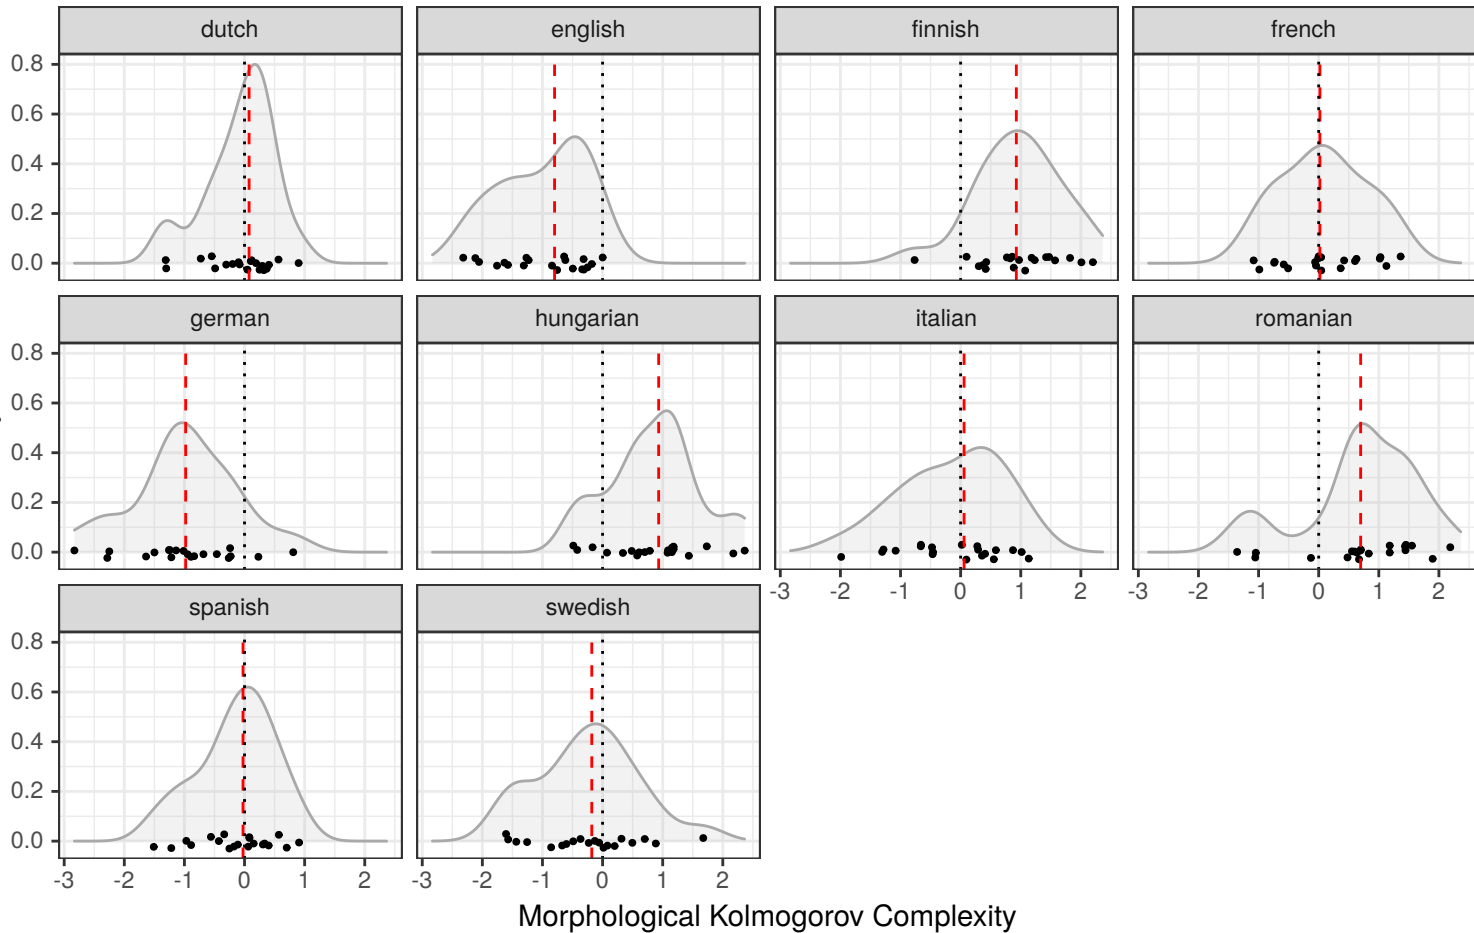 dutch english finnish french
0.8
0.6
0.4
0.2
0.0
german hungarian italian romanian
0.8
0.6
0.4
0.2
0.0
-3 -2 -1 0 1 2 -3 -2 -1 0 1 2
spanish swedish
0.8
0.6
0.4
0.2
0.0
-3 -2 -1 0 1 2 -3 -2 -1 0 1 2
Morphological Kolmogorov Complexity